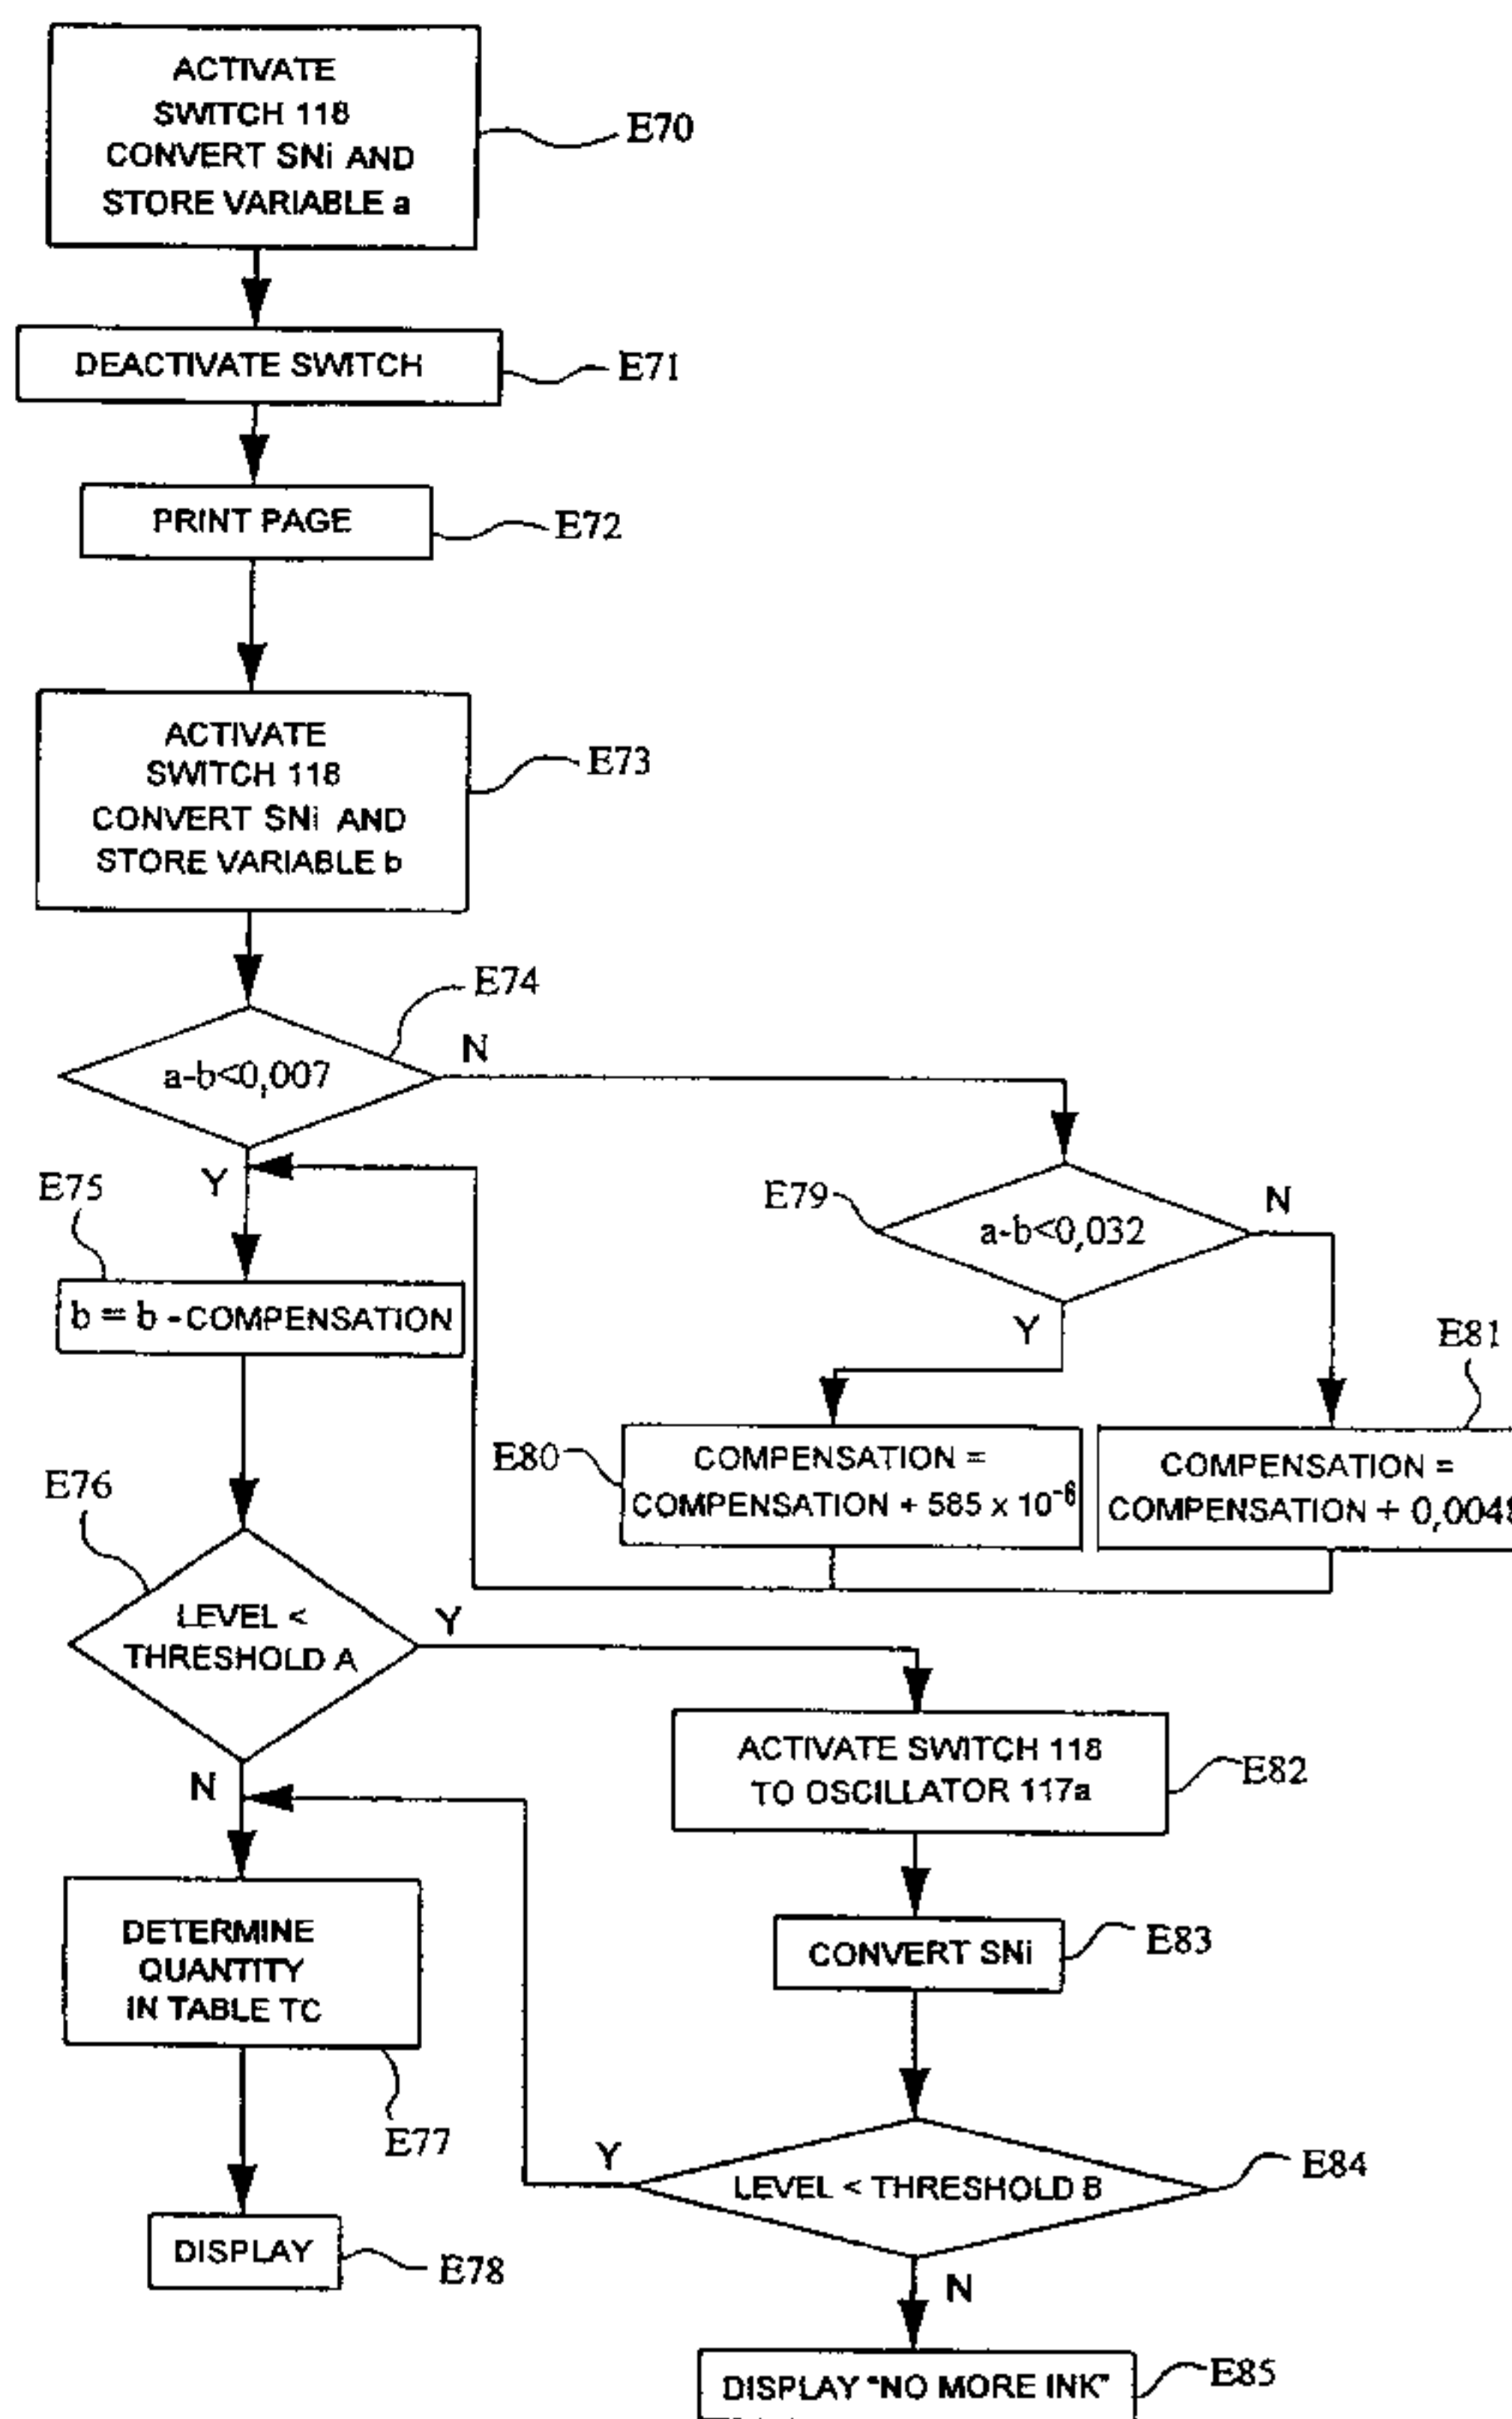 ACTIVATE
SWITCH 118
CONVERT SNi AND
STORE VARIABLE a
E70
DEACTIVATE SWITCH
E71
PRINT PAGE
E72
ACTIVATE
SWITCH 118
CONVERT SNi AND
STORE VARIABLE b
E73
E74
a-b<0,007
N
Y
E75
b = b - COMPENSATION
E79
a-b<0,032
N
Y
E81
E80
COMPENSATION =
COMPENSATION + 585 x 10⁻⁶
COMPENSATION =
COMPENSATION + 0,0048
E76
LEVEL <
THRESHOLD A
Y
N
ACTIVATE SWITCH 118
TO OSCILLATOR 117a
E82
DETERMINE
QUANTITY
IN TABLE TC
E77
CONVERT SNi
E83
Y
LEVEL < THRESHOLD B
E84
DISPLAY
E78
N
DISPLAY "NO MORE INK"
E85